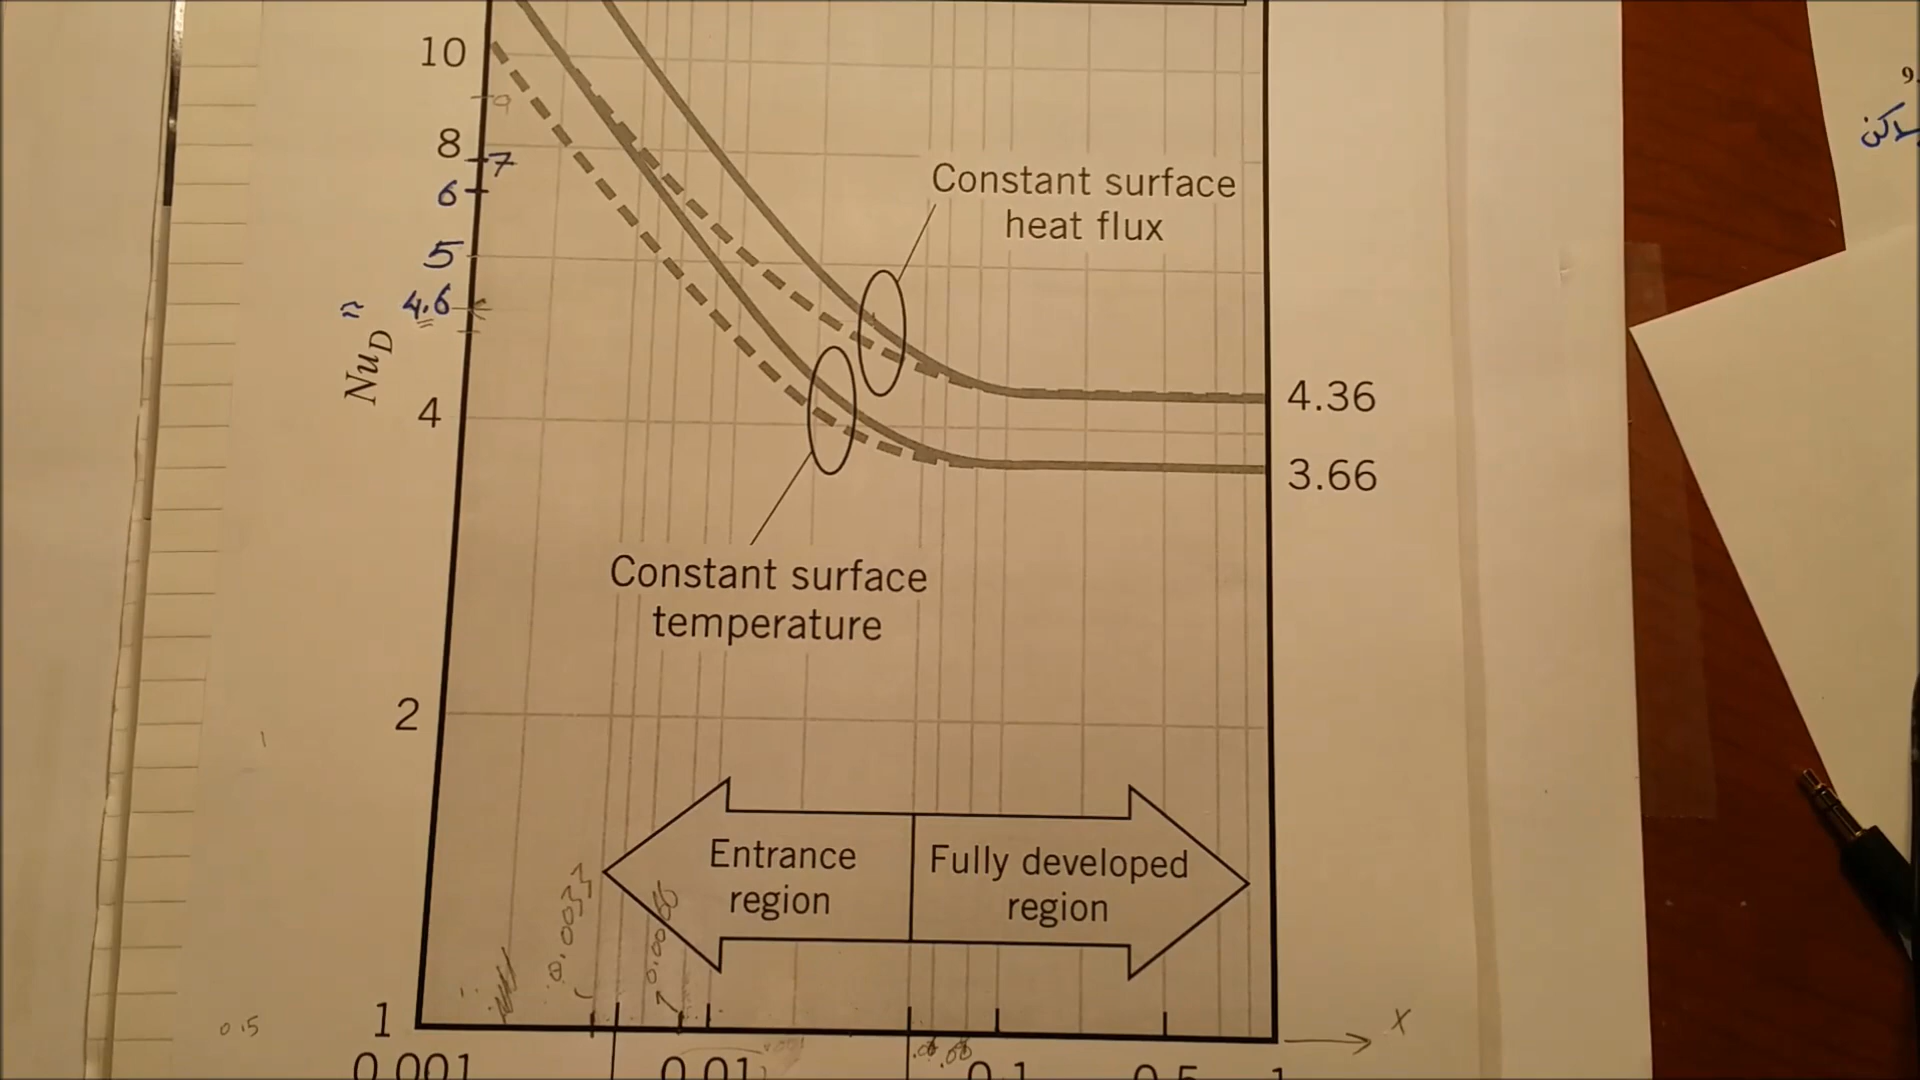 10
9
8
7
6
5
≈ 4.6
Nu_D
4
2
1
Constant surface
heat flux
4.36
3.66
Constant surface
temperature
Entrance
region
Fully developed
region
0.0033
0.5
X
0.001
0.01
0.1
0.5
1
9.